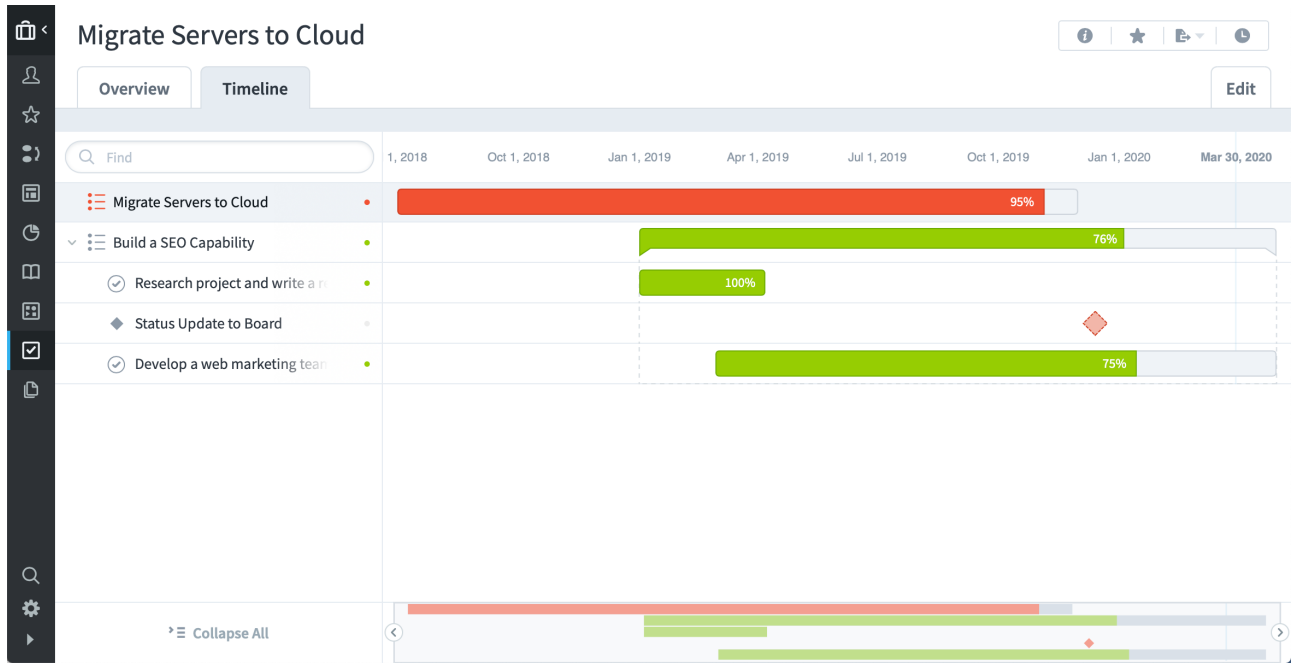 Migrate Servers to Cloud
Overview
Timeline
Edit
Find
1, 2018
Oct 1, 2018
Jan 1, 2019
Apr 1, 2019
Jul 1, 2019
Oct 1, 2019
Jan 1, 2020
Mar 30, 2020
Migrate Servers to Cloud
95%
Build a SEO Capability
76%
Research project and write a
100%
Status Update to Board
Develop a web marketing
75%
Collapse All